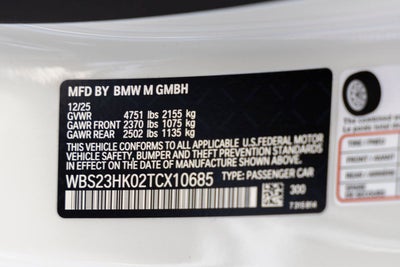 MFD BY BMW M GMBH
12/25
GVWR 4751 lbs 2155 kg
GAWR FRONT 2370 lbs 1075 kg
GAWR REAR 2502 lbs 1135 kg
THIS VEHICLE CONFORMS TO ALL APPLICABLE
U.S.FEDERAL MOTOR
VEHICLE SAFETY, BUMPER, AND THEFT
PREVENTION STANDARDS
IN EFFECT ON THE DATE OF
MANUFACTURE SHOWN ABOVE.
WBS23HK02TCX10685 TYPE: PASSENGER CAR
300
The combined